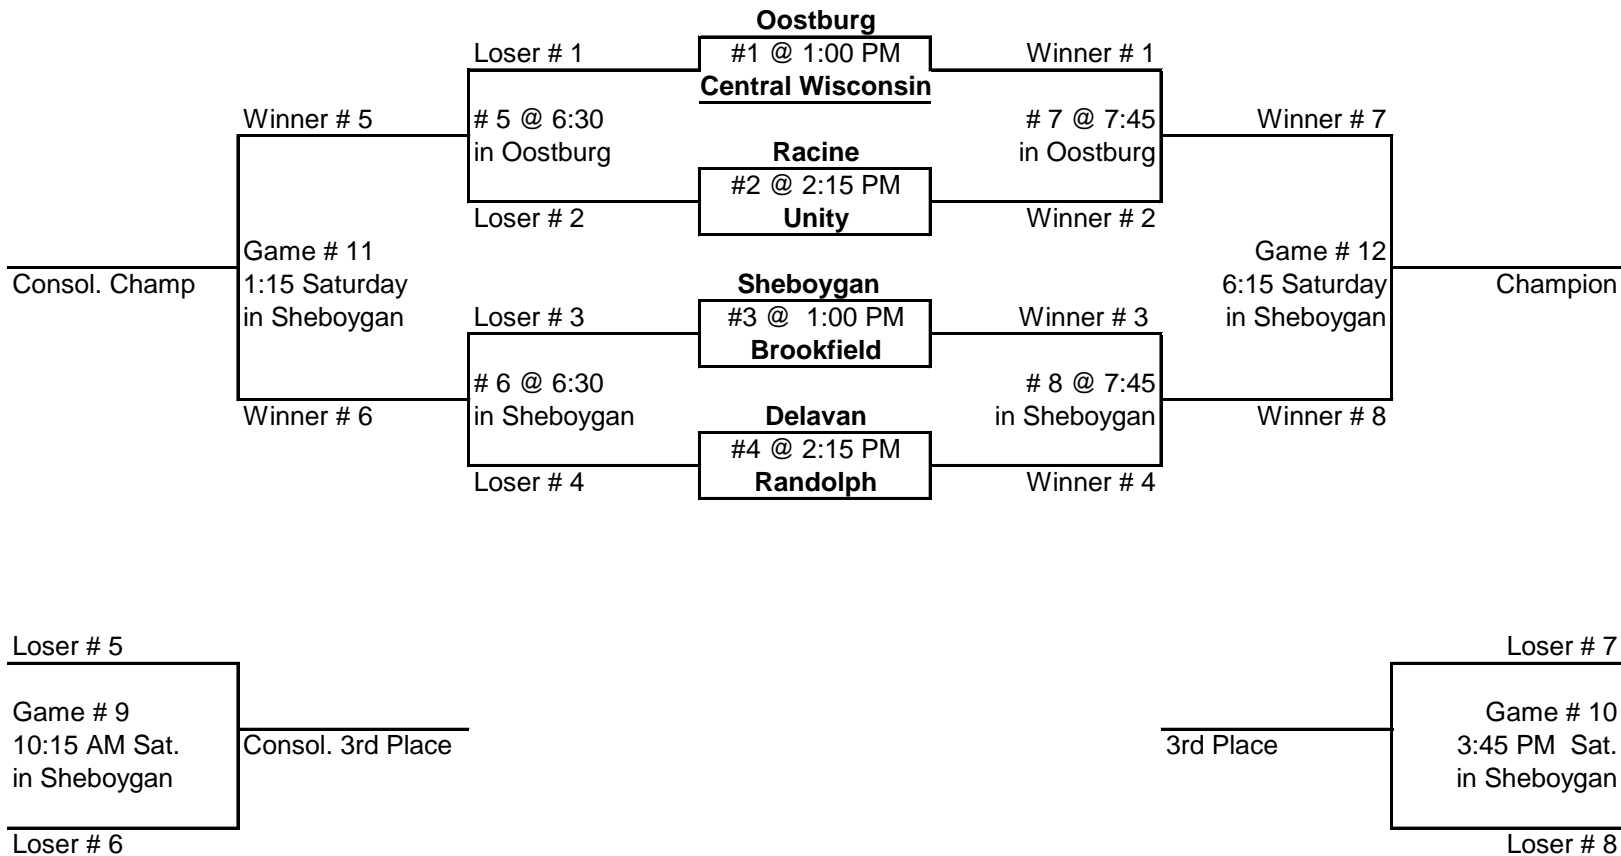 Oostburg
Loser # 1
#1 @ 1:00 PM
Winner # 1
Central Wisconsin
Winner # 5
# 5 @ 6:30
# 7 @ 7:45
Winner # 7
in Oostburg
Racine
in Oostburg
#2 @ 2:15 PM
Loser # 2
Unity
Winner # 2
Game # 11
Game # 12
Consol. Champ
1:15 Saturday
Sheboygan
6:15 Saturday
Champion
in Sheboygan
Loser # 3
#3 @  1:00 PM
Winner # 3
in Sheboygan
Brookfield
# 6 @ 6:30
# 8 @ 7:45
Winner # 6
in Sheboygan
Delavan
in Sheboygan
Winner # 8
#4 @ 2:15 PM
Loser # 4
Randolph
Winner # 4
Loser # 5
Loser # 7
Game # 9
Game # 10
10:15 AM Sat.
Consol. 3rd Place
3rd Place
3:45 PM  Sat.
in Sheboygan
in Sheboygan
Loser # 6
Loser # 8